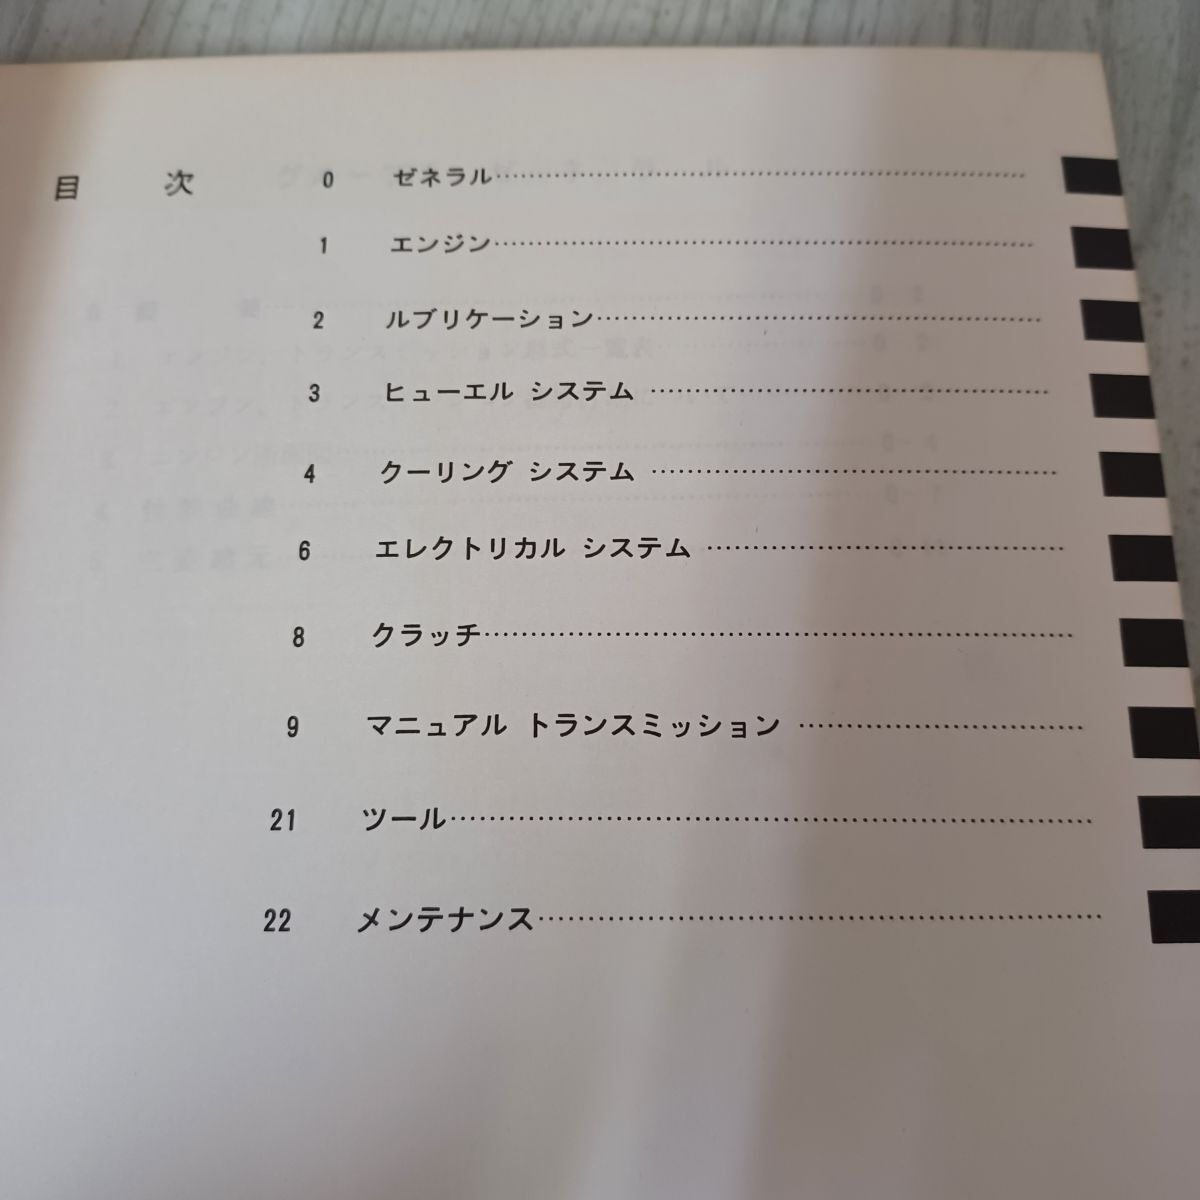 目次
0 ゼネラル
1 エンジン
2 ルブリケーション
3 ヒューエル システム
4 クーリング システム
6 エレクトリカル システム
8 クラッチ
9 マニュアル トランスミッション
21 ツール
22 メンテナンス